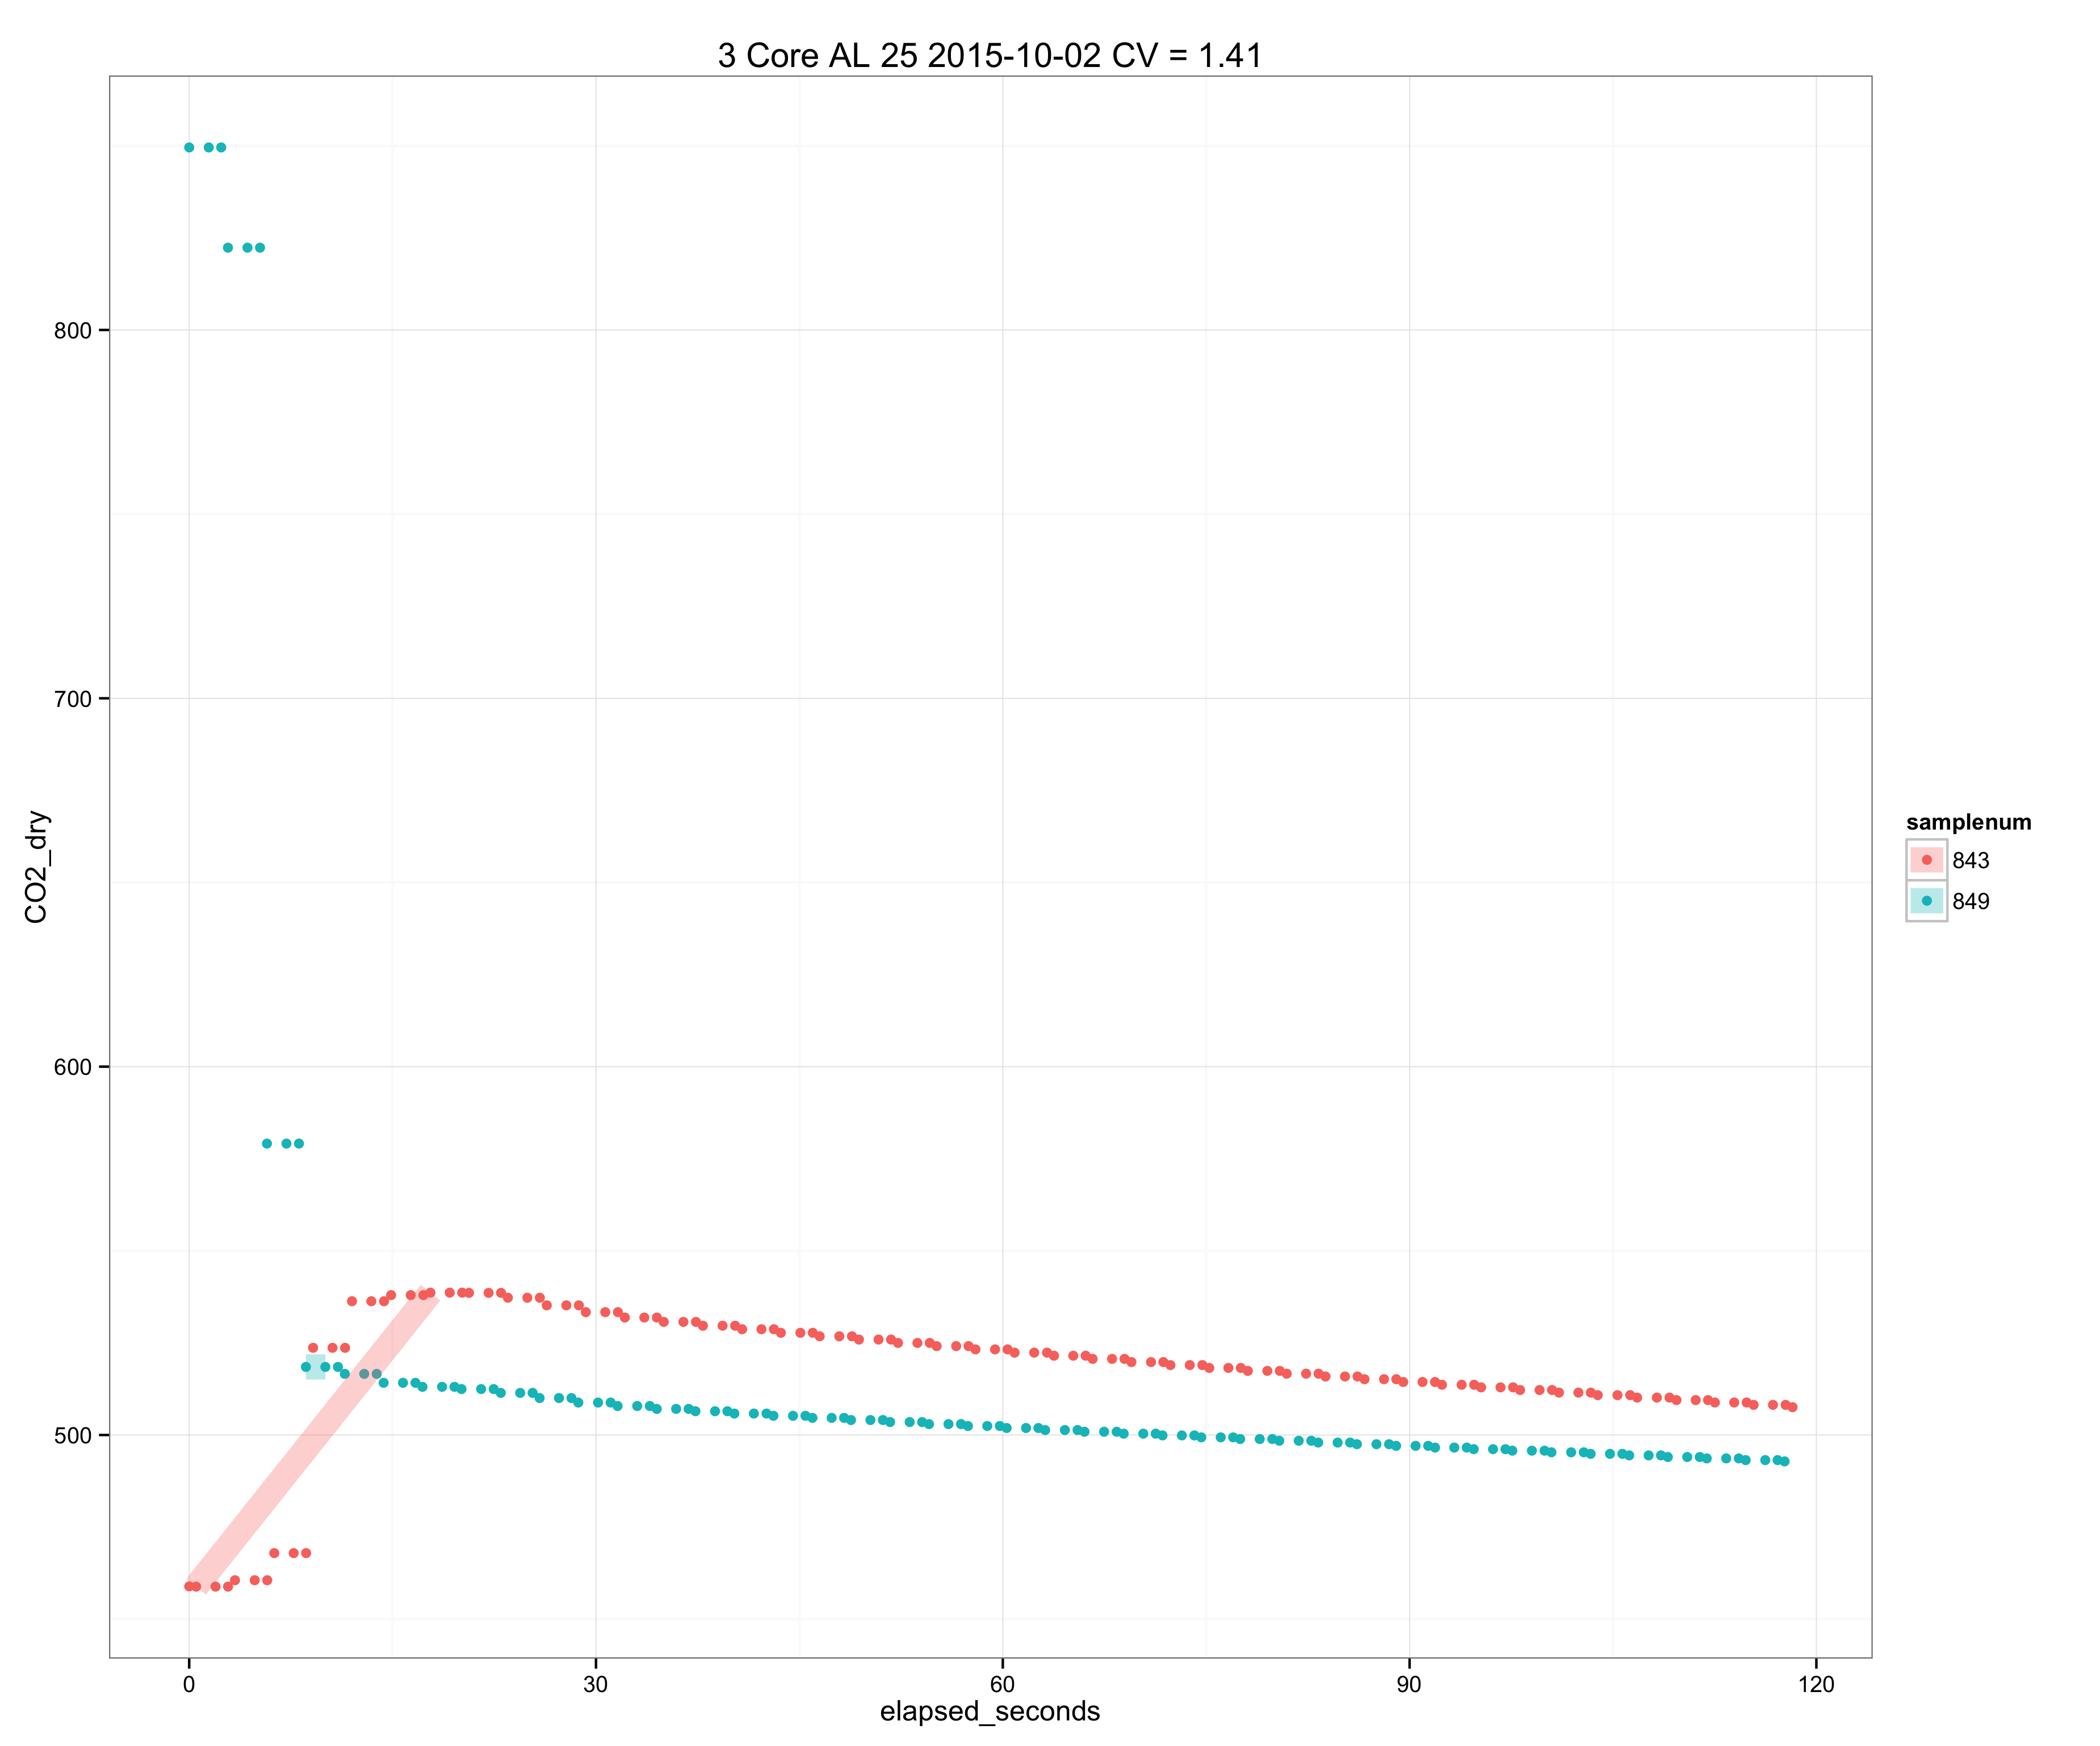 3 Core AL 25 2015-10-02 CV = 1.41
800
700
600
500
CO2_dry
0 30 60 90 120
elapsed_seconds
samplenum
843
849